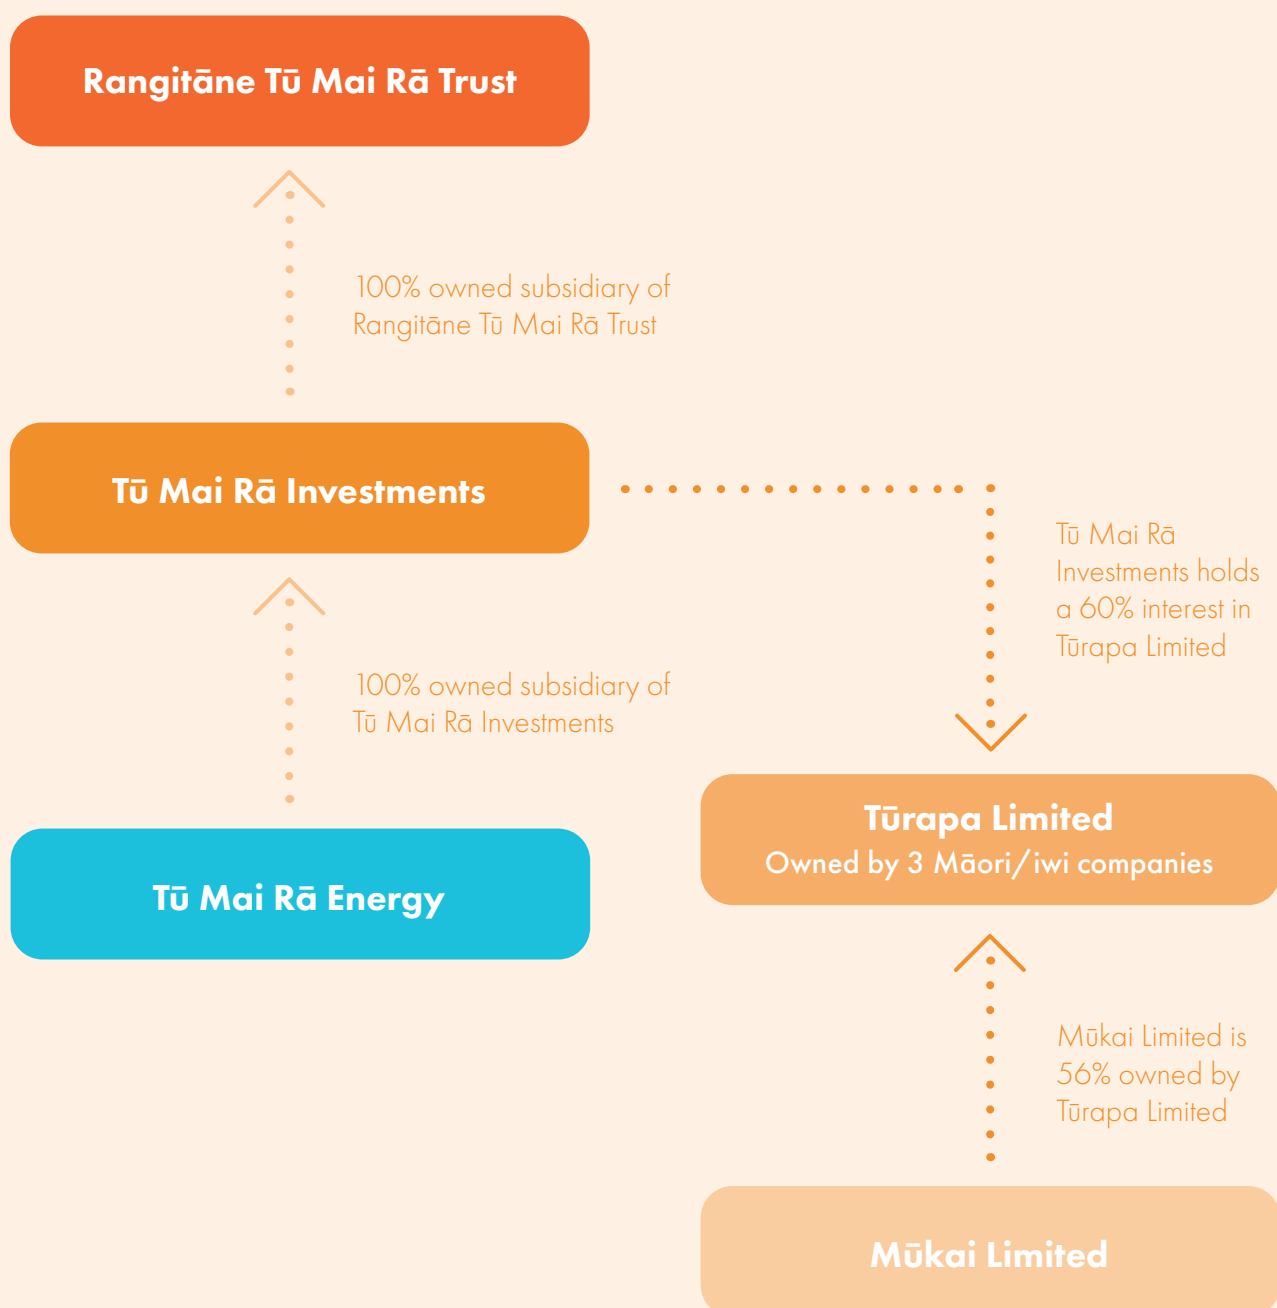 Rangitāne Tū Mai Rā Trust
100% owned subsidiary of
Rangitāne Tū Mai Rā Trust
Tū Mai Rā Investments
Tū Mai Rā
Investments holds
a 60% interest in
Tūrapa Limited
100% owned subsidiary of
Tū Mai Rā Investments
Tūrapa Limited
Owned by 3 Māori/iwi companies
Tū Mai Rā Energy
Mūkai Limited is
56% owned by
Tūrapa Limited
Mūkai Limited